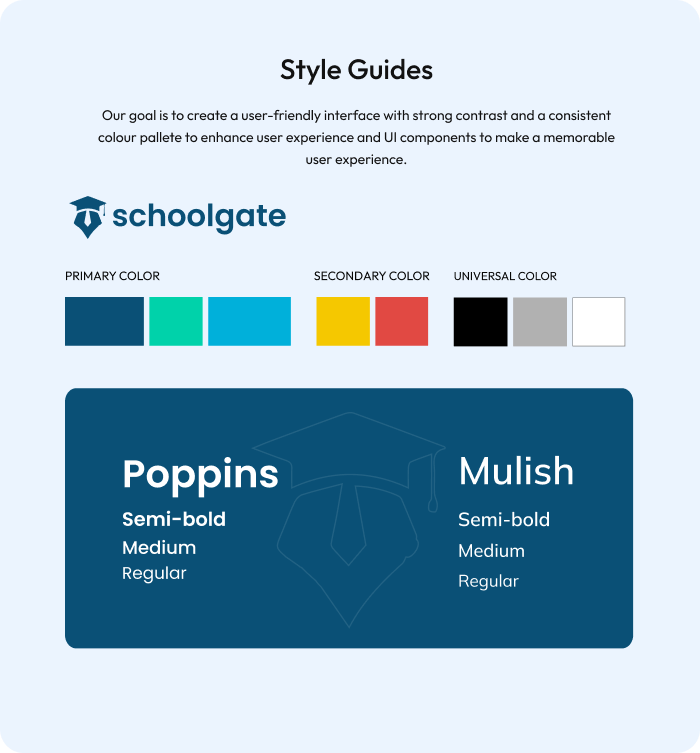 Style Guides
Our goal is to create a user-friendly interface with strong contrast and a consistent
colour pallete to enhance user experience and UI components to make a memorable
user experience.
schoolgate
PRIMARY COLOR
SECONDARY COLOR
UNIVERSAL COLOR
Poppins
Semi-bold
Medium
Regular
Mulish
Semi-bold
Medium
Regular